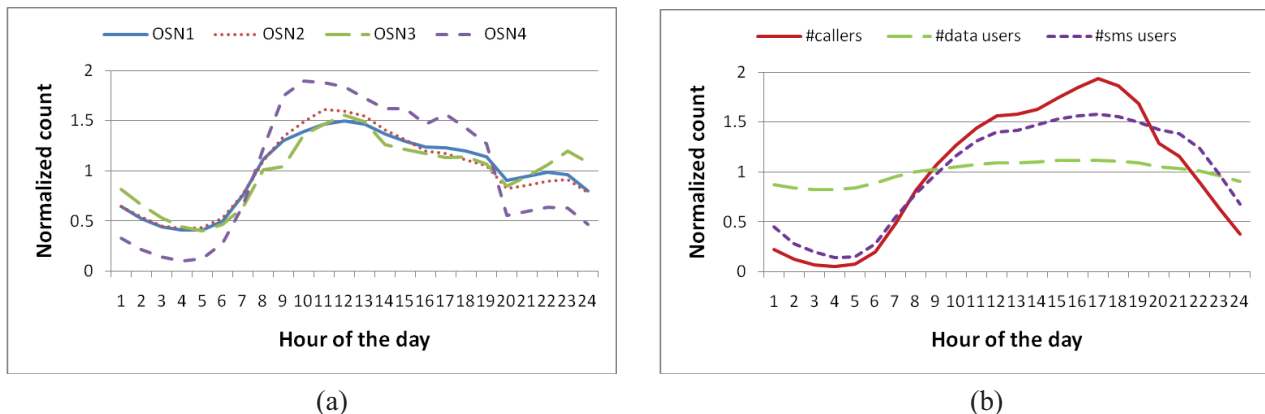 OSN1 OSN2 OSN3 OSN4
2
1.5
1
0.5
0
Normalized count
1 2 3 4 5 6 7 8 9 10 11 12 13 14 15 16 17 18 19 20 21 22 23 24
Hour of the day
(a)
#callers #data users #sms users
2
1.5
1
0.5
0
Normalized count
1 2 3 4 5 6 7 8 9 10 11 12 13 14 15 16 17 18 19 20 21 22 23 24
Hour of the day
(b)